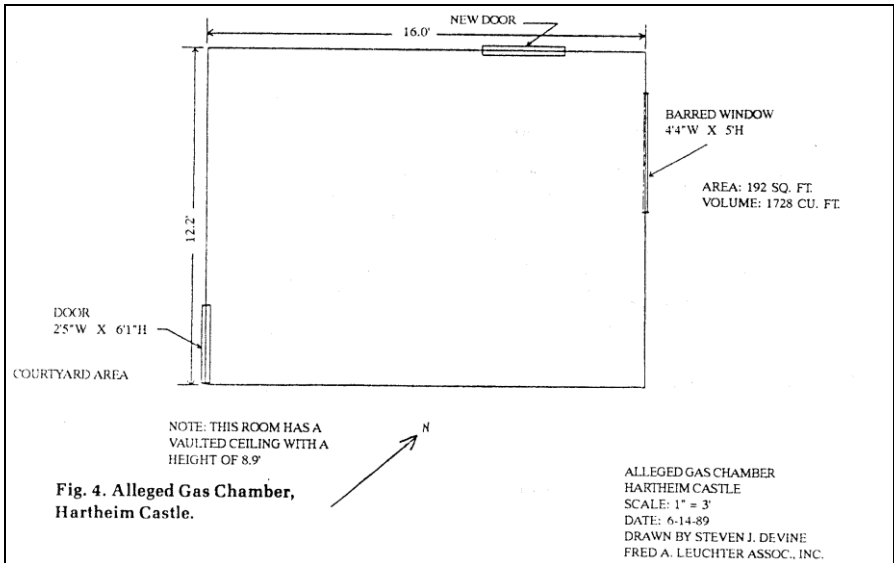 NEW DOOR
16.0'
BARRED WINDOW
4'4"W X 5'H
AREA: 192 SQ. FT.
VOLUME: 1728 CU. FT.
12.2'
DOOR
2'5"W X 6'1"H
COURTYARD AREA
NOTE: THIS ROOM HAS A
VAULTED CEILING WITH A
HEIGHT OF 8.9'
N
Fig. 4. Alleged Gas Chamber,
Hartheim Castle.
ALLEGED GAS CHAMBER
HARTHEIM CASTLE
SCALE: 1" = 3'
DATE: 6-14-89
DRAWN BY STEVEN J. DEVINE
FRED A. LEUCHTER ASSOC., INC.